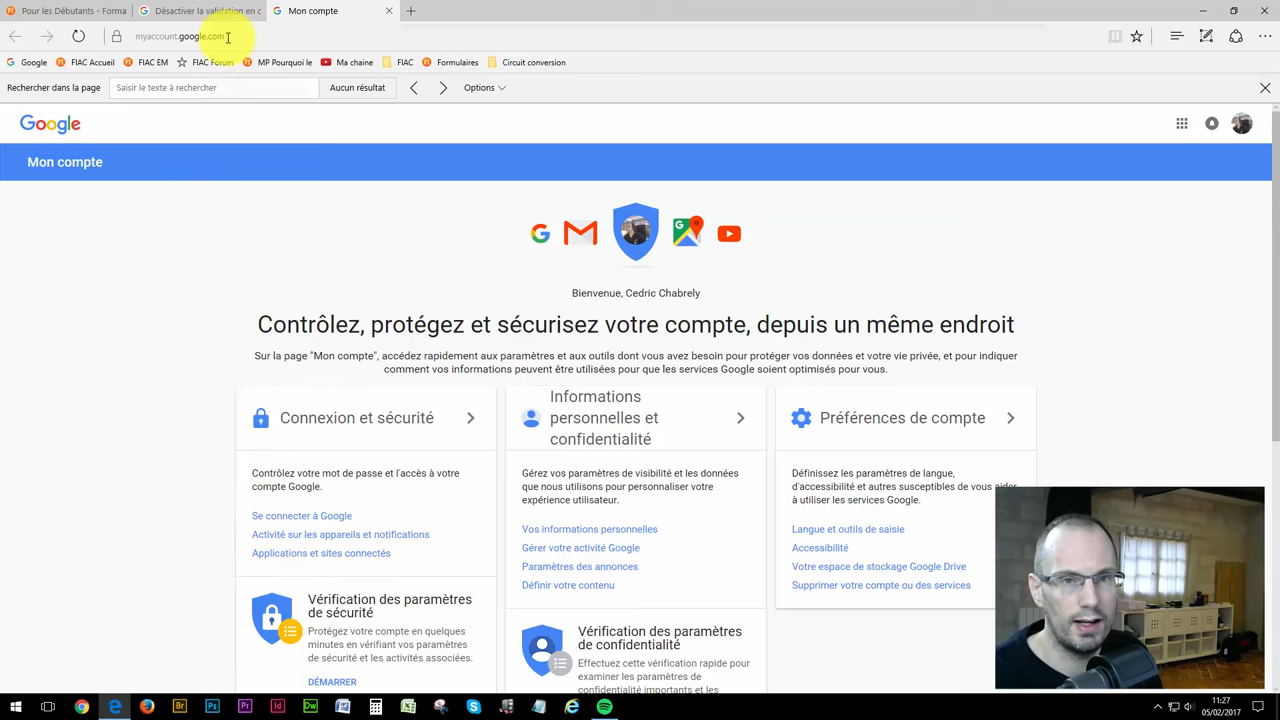 Pour les Débutants - Forma
Désactiver la validation en c
Mon compte
myaccount.google.com
Google
FIAC Accueil
FIAC EM
FIAC Forum
MP Pourquoi le
Ma chaine
FIAC
Formulaires
Circuit conversion
Rechercher dans la page
Saisir le texte à rechercher
Aucun résultat
Options
Google
Mon compte
Bienvenue, Cedric Chabrely
Contrôlez, protégez et sécurisez votre compte, depuis un même endroit
Sur la page "Mon compte", accédez rapidement aux paramètres et aux outils dont vous avez besoin pour protéger vos données et votre vie privée, et pour indiquer
comment vos informations peuvent être utilisées pour que les services Google soient optimisés pour vous.
Connexion et sécurité
Contrôlez votre mot de passe et l'accès à votre
compte Google.
Se connecter à Google
Activité sur les appareils et notifications
Applications et sites connectés
Vérification des paramètres
de sécurité
Protégez votre compte en quelques
minutes en vérifiant vos paramètres
de sécurité et les activités associées.
DÉMARRER
Informations
personnelles et
confidentialité
Gérez vos paramètres de visibilité et les données
que nous utilisons pour personnaliser votre
expérience utilisateur.
Vos informations personnelles
Gérer votre activité Google
Paramètres des annonces
Définir votre contenu
Vérification des paramètres
de confidentialité
Effectuez cette vérification rapide pour
examiner les paramètres de
confidentialité importants et les
Préférences de compte
Définissez les paramètres de langue,
d'accessibilité et autres susceptibles de vous aider
à utiliser les services Google.
Langue et outils de saisie
Accessibilité
Votre espace de stockage Google Drive
Supprimer votre compte ou des services
Br
Ps
Pr
Id
Dw
11:27
05/02/2017